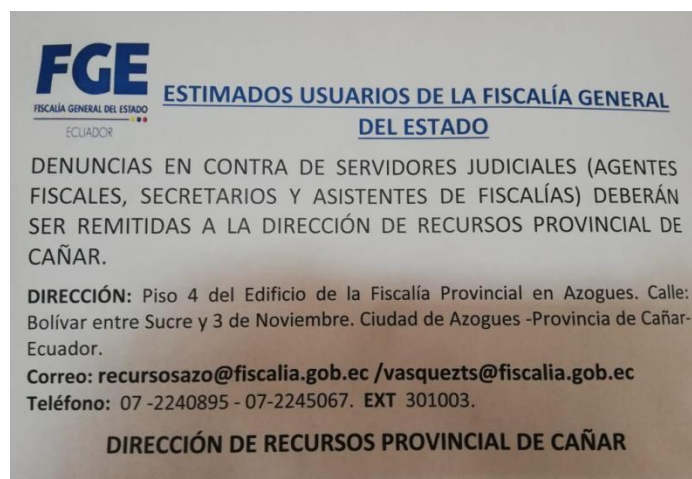 FGE
FISCALÍA GENERAL DEL ESTADO
ECUADOR
ESTIMADOS USUARIOS DE LA FISCALÍA GENERAL
DEL ESTADO
DENUNCIAS EN CONTRA DE SERVIDORES JUDICIALES (AGENTES
FISCALES, SECRETARIOS Y ASISTENTES DE FISCALÍAS) DEBERÁN
SER REMITIDAS A LA DIRECCIÓN DE RECURSOS PROVINCIAL DE
CAÑAR.
DIRECCIÓN: Piso 4 del Edificio de la Fiscalía Provincial en Azogues. Calle:
Bolívar entre Sucre y 3 de Noviembre. Ciudad de Azogues -Provincia de Cañar-
Ecuador.
Correo: recursosazo@fiscalia.gob.ec /vasquezts@fiscalia.gob.ec
Teléfono: 07 -2240895 - 07-2245067. EXT 301003.
DIRECCIÓN DE RECURSOS PROVINCIAL DE CAÑAR